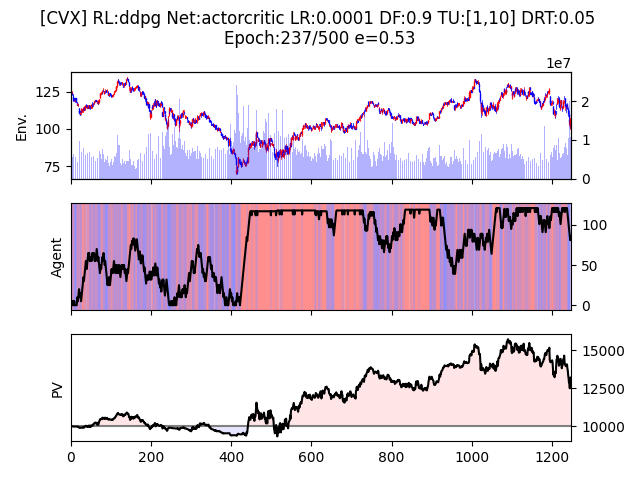 [CVX] RL:ddpg Net:actorcritic LR:0.0001 DF:0.9 TU:[1,10] DRT:0.05
Epoch:237/500 e=0.53
1e7
Env.
125
100
75
2
1
0
Agent
100
50
0
PV
15000
12500
10000
0 200 400 600 800 1000 1200